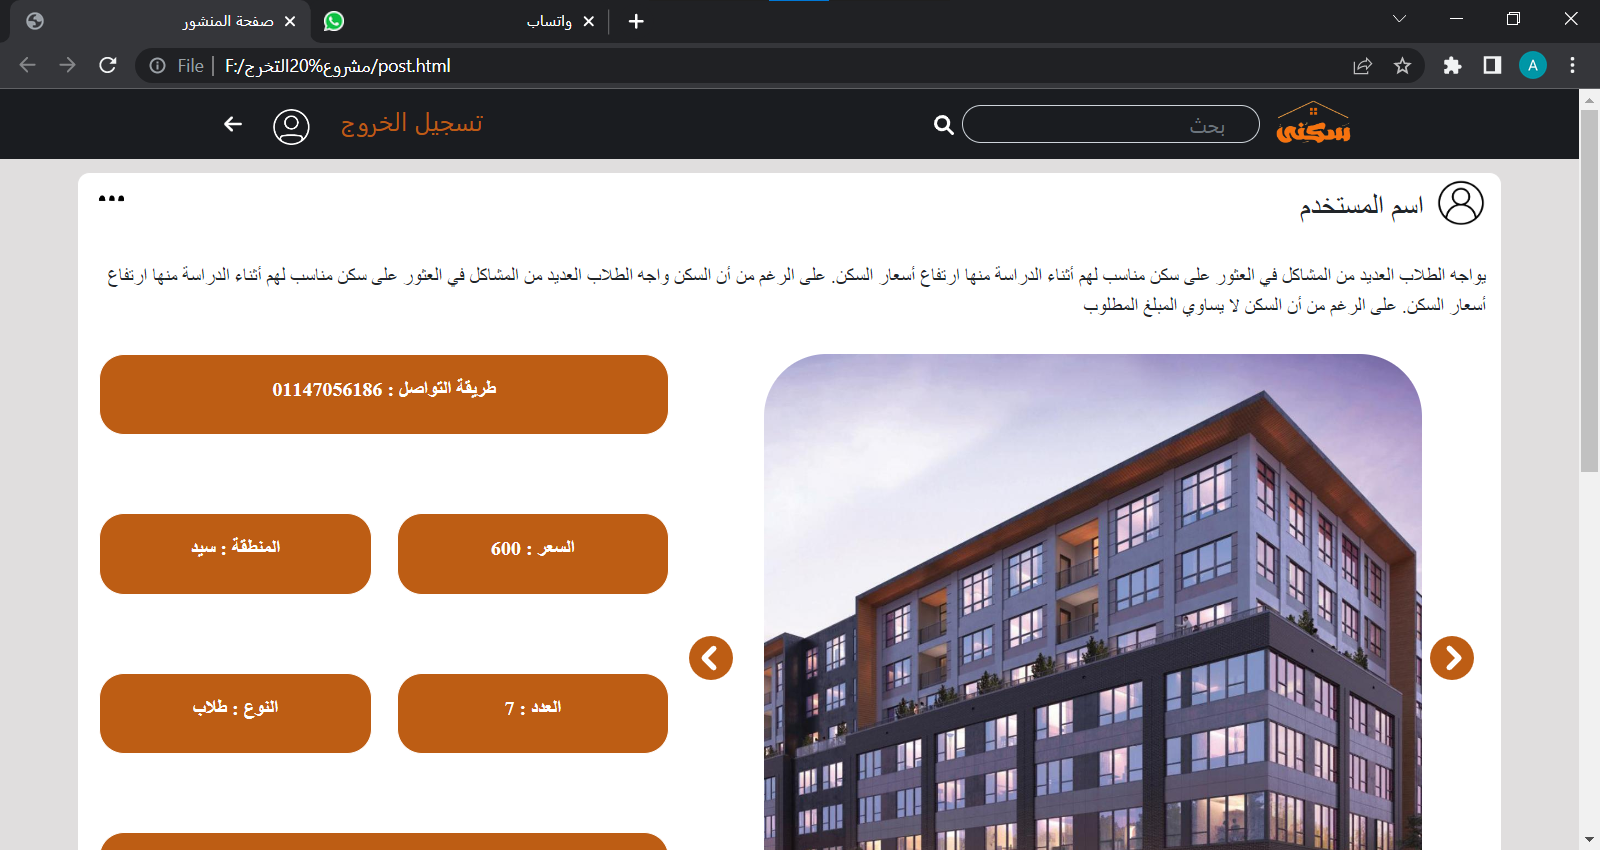 صفحة المنشور
واتساب
File
F:/مشروع%20التخرج/post.html
A
سكنى
بحث
تسجيل الخروج
اسم المستخدم
يواجه الطلاب العديد من المشاكل في العثور على سكن مناسب لهم أثناء الدراسة منها ارتفاع أسعار السكن. على الرغم من أن السكن واجه الطلاب العديد من المشاكل في العثور على سكن مناسب لهم أثناء الدراسة منها ارتفاع
أسعار السكن. على الرغم من أن السكن لا يساوي المبلغ المطلوب
طريقة التواصل : 01147056186
السعر : 600
المنطقة : سيد
العدد : 7
النوع : طلاب